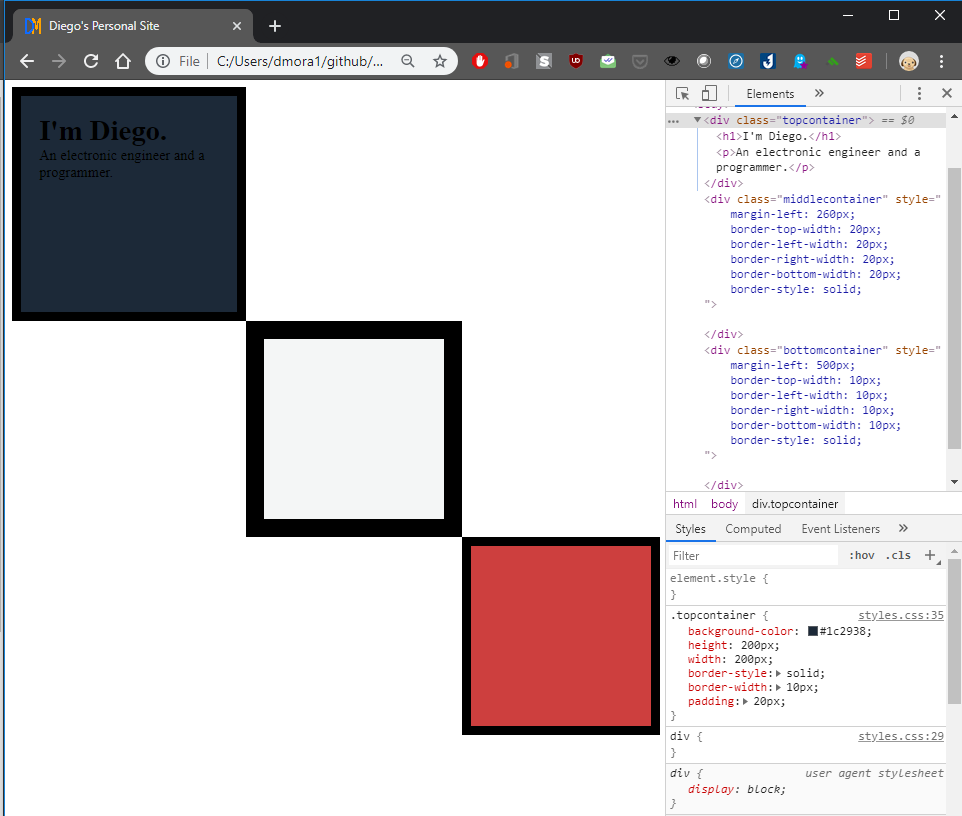 Diego's Personal Site
File
C:/Users/dmora1/github/...
I'm Diego.
An electronic engineer and a
programmer.
Elements
<div class="topcontainer"> == $0
<h1>I'm Diego.</h1>
<p>An electronic engineer and a
programmer.</p>
</div>
<div class="middlecontainer" style="
margin-left: 260px;
border-top-width: 20px;
border-left-width: 20px;
border-right-width: 20px;
border-bottom-width: 20px;
border-style: solid;
">
</div>
<div class="bottomcontainer" style="
margin-left: 500px;
border-top-width: 10px;
border-left-width: 10px;
border-right-width: 10px;
border-bottom-width: 10px;
border-style: solid;
">
</div>
html body div.topcontainer
Styles Computed Event Listeners
Filter :hov .cls
element.style {
}
.topcontainer { styles.css:35
background-color: #1c2938;
height: 200px;
width: 200px;
border-style: solid;
border-width: 10px;
padding: 20px;
}
div { styles.css:29
}
div { user agent stylesheet
display: block;
}